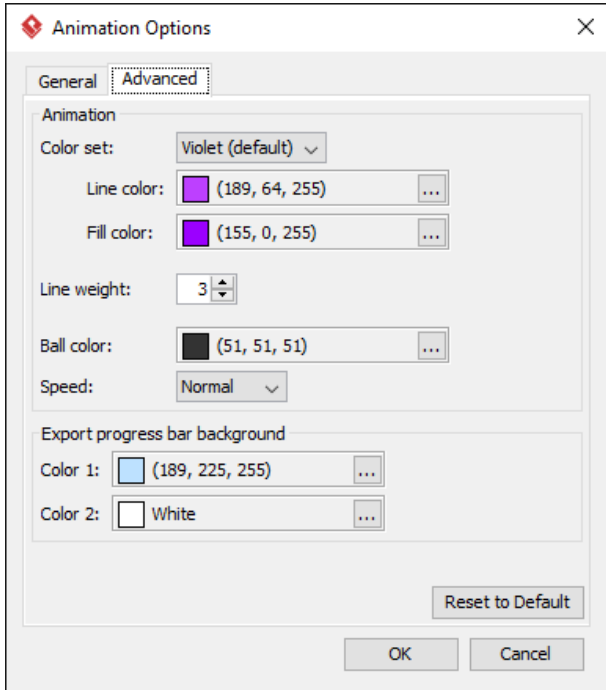 Animation Options
General Advanced
Animation
Color set: Violet (default)
Line color: (189, 64, 255) ...
Fill color: (155, 0, 255) ...
Line weight: 3
Ball color: (51, 51, 51) ...
Speed: Normal
Export progress bar background
Color 1: (189, 225, 255) ...
Color 2: White ...
Reset to Default
OK Cancel